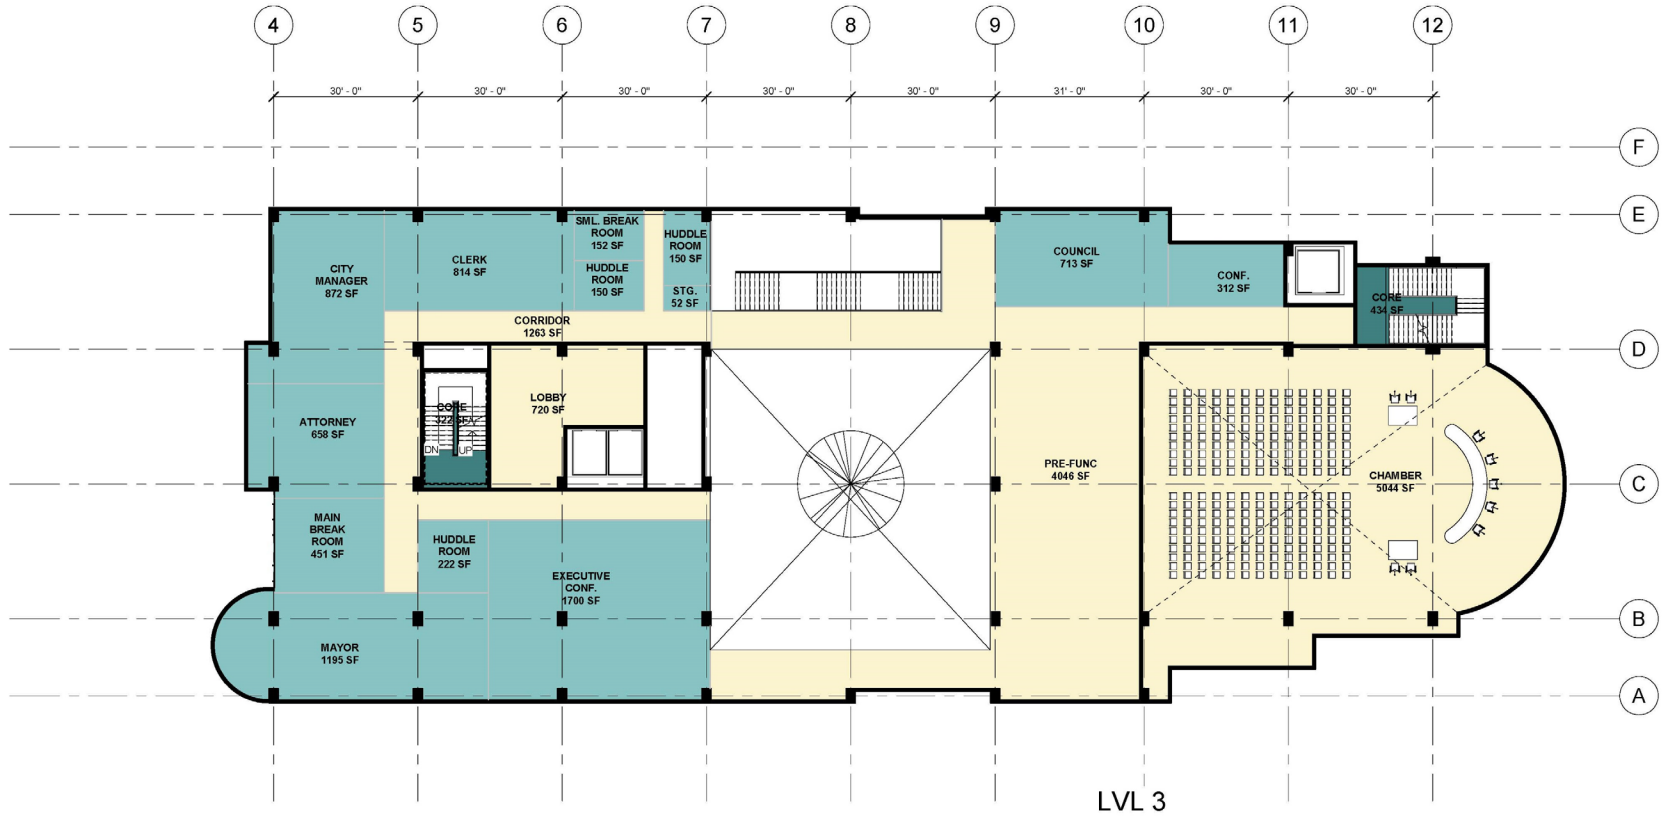 4 5 6 7 8 9 10 11 12
30' - 0" 30' - 0" 30' - 0" 30' - 0" 30' - 0" 31' - 0" 30' - 0" 30' - 0"
F
E
D
C
B
A
CITY
MANAGER
872 SF
CLERK
814 SF
SML. BREAK
ROOM
152 SF
HUDDLE
ROOM
150 SF
HUDDLE
ROOM
150 SF
STG.
52 SF
CORRIDOR
1263 SF
COUNCIL
713 SF
CONF.
312 SF
CORE
434 SF
ATTORNEY
658 SF
CORE
322 SF
DN UP
LOBBY
720 SF
PRE-FUNC
4046 SF
CHAMBER
5044 SF
MAIN
BREAK
ROOM
451 SF
HUDDLE
ROOM
222 SF
EXECUTIVE
CONF.
1700 SF
MAYOR
1195 SF
LVL 3